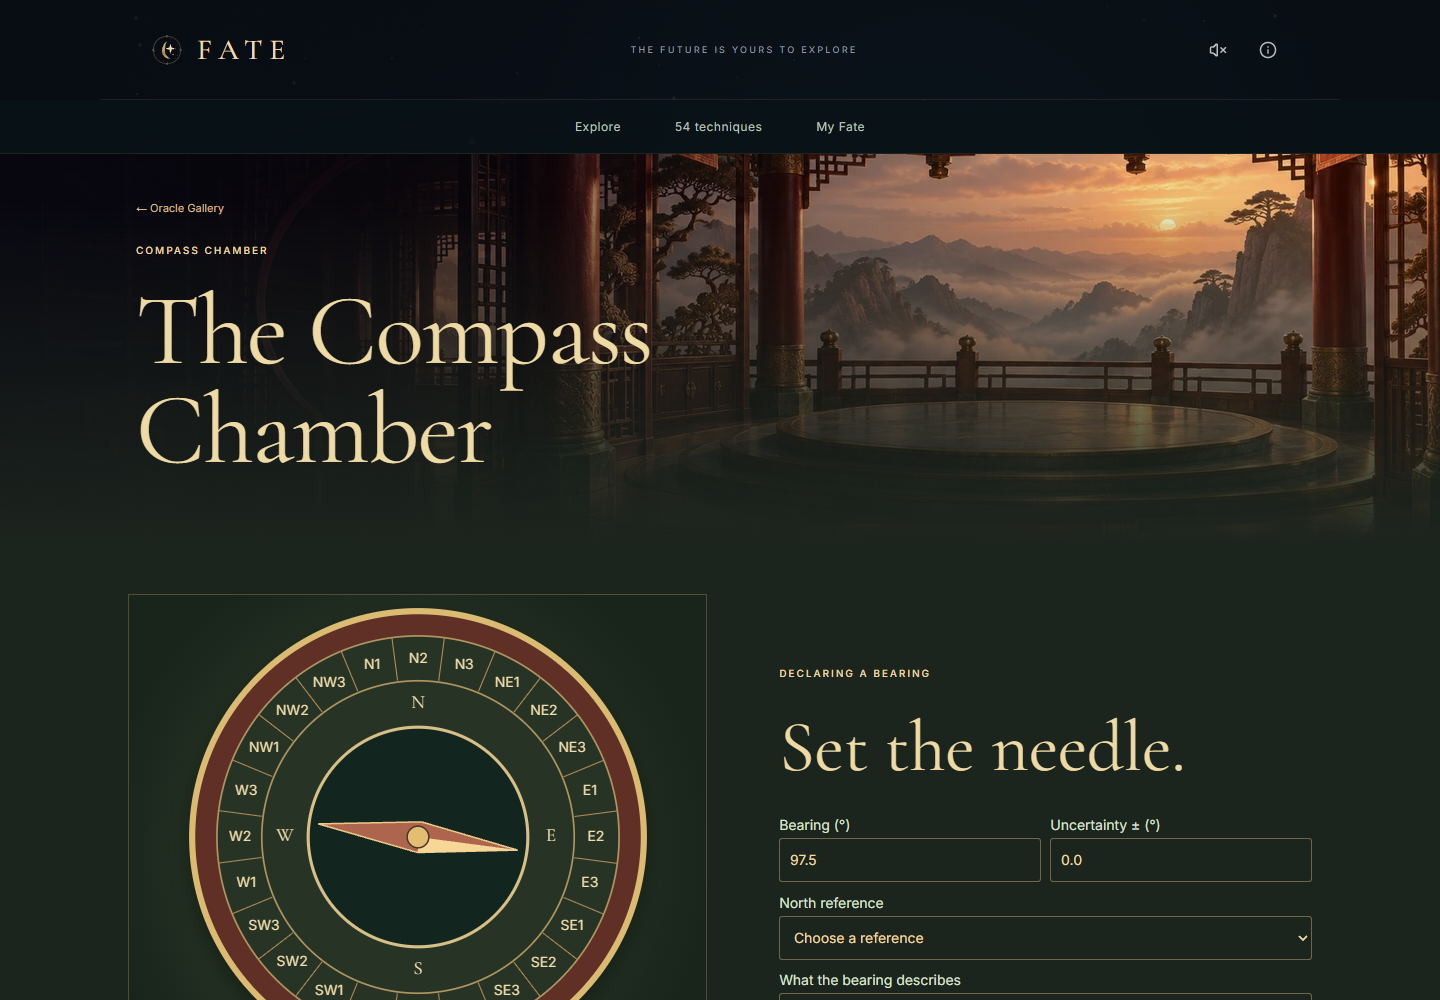 FATE
THE FUTURE IS YOURS TO EXPLORE
Explore
54 techniques
My Fate
← Oracle Gallery
COMPASS CHAMBER
The Compass
Chamber
N2
N1
N3
NW3
NE1
NW2
NE2
N
NW1
NE3
W3
E1
W2
W
E
E2
W1
E3
SW3
SE1
SW2
SE2
S
SW1
SE3
DECLARING A BEARING
Set the needle.
Bearing (°)
Uncertainty ± (°)
97.5
0.0
North reference
Choose a reference
What the bearing describes